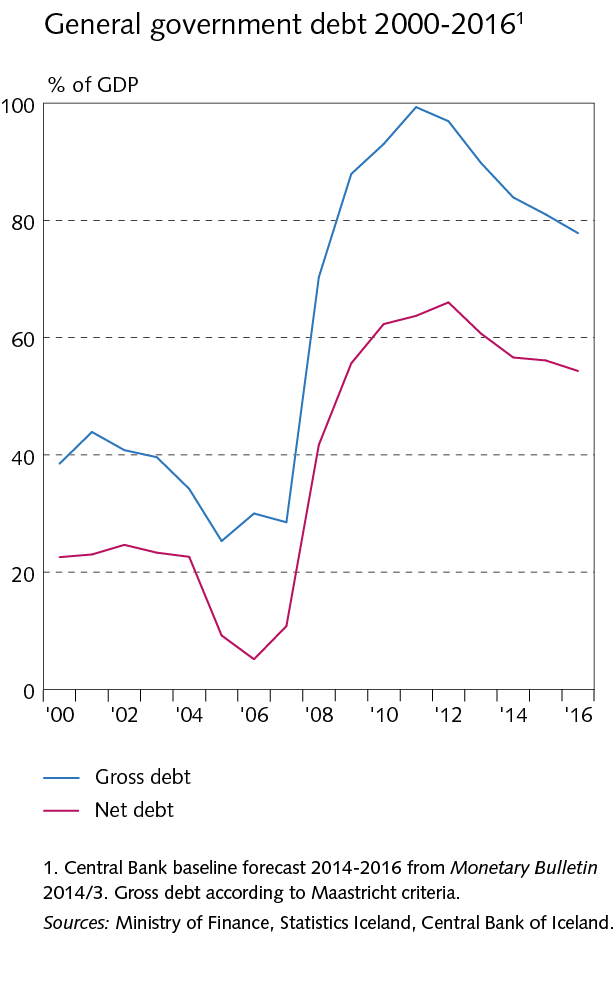 General government debt 2000-2016¹
% of GDP
100
80
60
40
20
0
'00 '02 '04 '06 '08 '10 '12 '14 '16
Gross debt
Net debt
1. Central Bank baseline forecast 2014-2016 from Monetary Bulletin
2014/3. Gross debt according to Maastricht criteria.
Sources: Ministry of Finance, Statistics Iceland, Central Bank of Iceland.